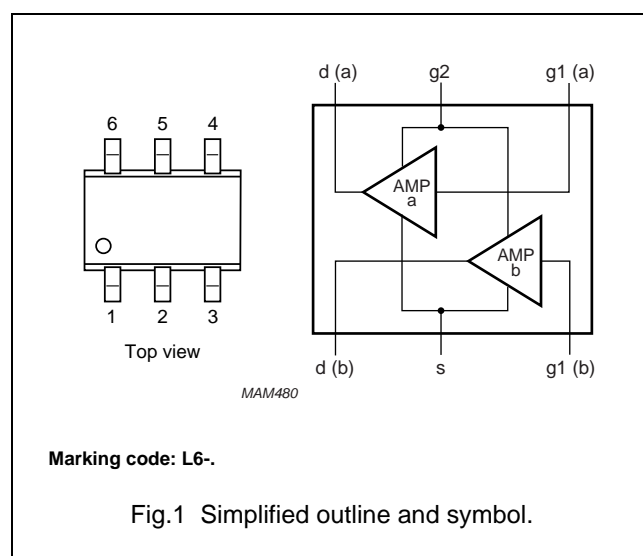 d (a) g2 g1 (a)
6 5 4
AMP
a
AMP
b
1 2 3
Top view
d (b) s g1 (b)
MAM480
Marking code: L6-.
Fig.1 Simplified outline and symbol.